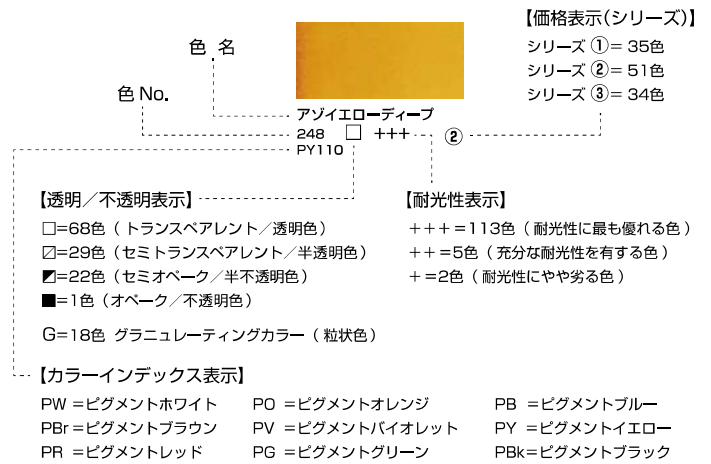 【価格表示(シリーズ)】
シリーズ ①= 35色
シリーズ ②= 51色
シリーズ ③= 34色
色 名
色 No.
アゾイエローディープ
248 □ +++ ②
PY110
【透明／不透明表示】
□=68色（トランスペアレント／透明色）
⍁=29色（セミトランスペアレント／半透明色）
◩=22色（セミオペーク／半不透明色）
■=1色（オペーク／不透明色）
G=18色 グラニュレーティングカラー（粒状色）
【耐光性表示】
+++=113色（耐光性に最も優れる色）
++=5色（充分な耐光性を有する色）
+=2色（耐光性にやや劣る色）
【カラーインデックス表示】
PW =ピグメントホワイト PO =ピグメントオレンジ PB =ピグメントブルー
PBr=ピグメントブラウン PV =ピグメントバイオレット PY =ピグメントイエロー
PR =ピグメントレッド PG =ピグメントグリーン PBk=ピグメントブラック